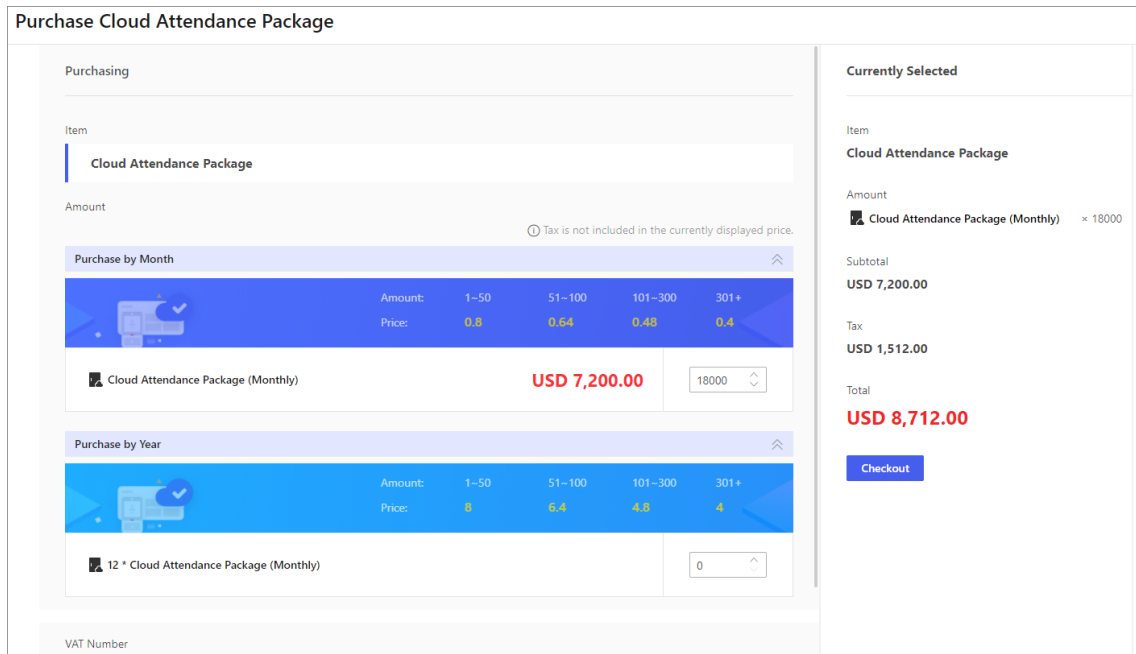 Purchase Cloud Attendance Package
Purchasing
Item
Cloud Attendance Package
Amount
Tax is not included in the currently displayed price.
Purchase by Month
Amount: 1~50 51~100 101~300 301+
Price: 0.8 0.64 0.48 0.4
Cloud Attendance Package (Monthly) USD 7,200.00 18000
Purchase by Year
Amount: 1~50 51~100 101~300 301+
Price: 8 6.4 4.8 4
12 * Cloud Attendance Package (Monthly) 0
VAT Number
Currently Selected
Item
Cloud Attendance Package
Amount
Cloud Attendance Package (Monthly) × 18000
Subtotal
USD 7,200.00
Tax
USD 1,512.00
Total
USD 8,712.00
Checkout